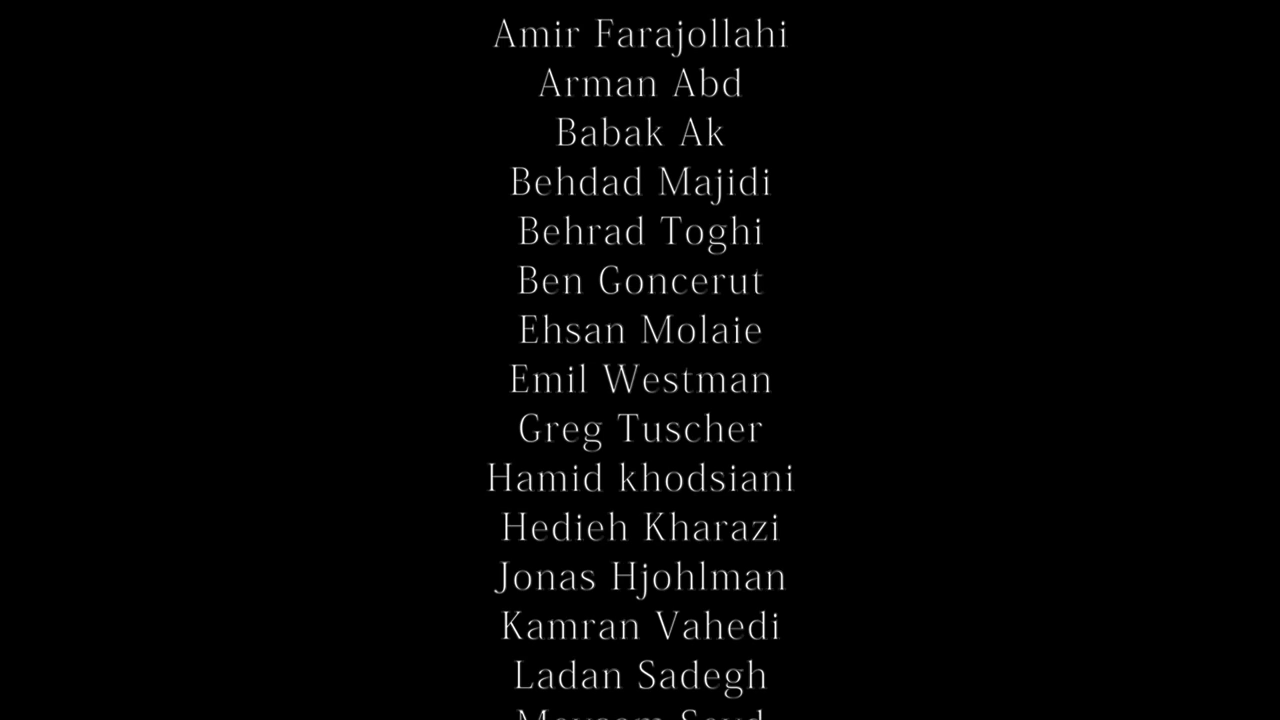 Amir Farajollahi
Arman Abd
Babak Ak
Behdad Majidi
Behrad Toghi
Ben Goncerut
Ehsan Molaie
Emil Westman
Greg Tuscher
Hamid khodsiani
Hedieh Kharazi
Jonas Hjohlman
Kamran Vahedi
Ladan Sadegh